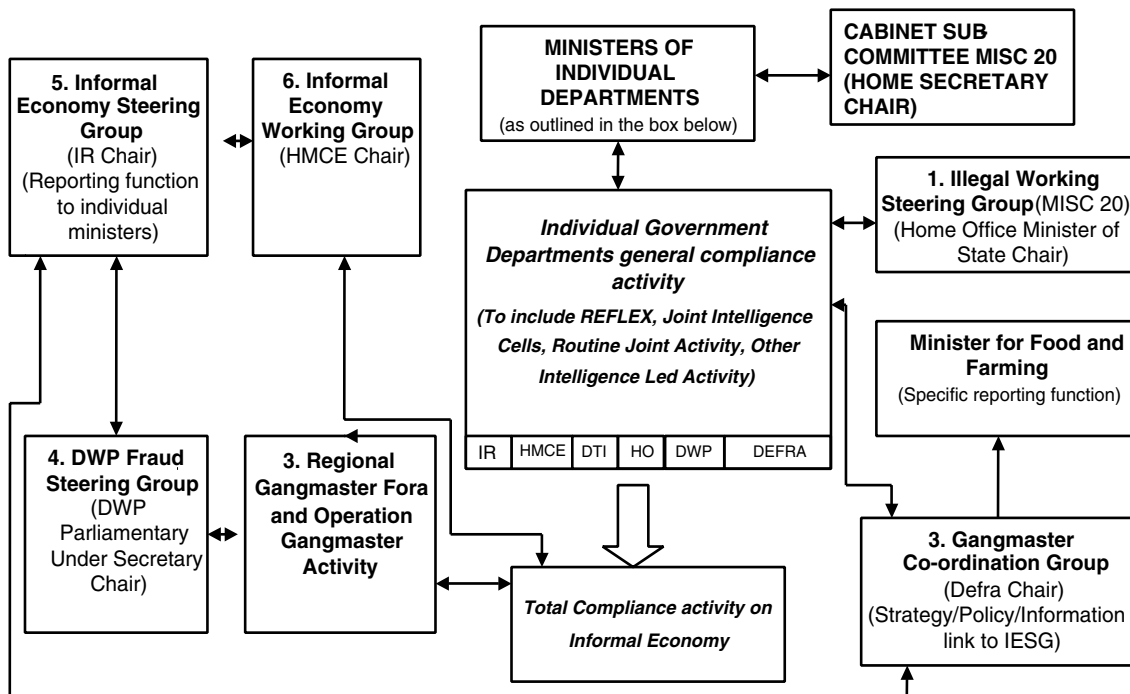 5. Informal
Economy Steering
Group
(IR Chair)
(Reporting function
to individual
ministers)
6. Informal
Economy
Working Group
(HMCE Chair)
MINISTERS OF
INDIVIDUAL
DEPARTMENTS
(as outlined in the box below)
CABINET SUB-
COMMITTEE MISC 20
(HOME SECRETARY
CHAIR)
1. Illegal Working
Steering Group(MISC 20)
(Home Office Minister of
State Chair)
Individual Government
Departments general compliance
activity
(To include REFLEX, Joint Intelligence
Cells, Routine Joint Activity, Other
Intelligence Led Activity)
IR HMCE DTI HO DWP DEFRA
Minister for Food and
Farming
(Specific reporting function)
4. DWP Fraud
Steering Group
(DWP
Parliamentary
Under Secretary
Chair)
3. Regional
Gangmaster Fora
and Operation
Gangmaster
Activity
Total Compliance activity on
Informal Economy
3. Gangmaster
Co-ordination Group
(Defra Chair)
(Strategy/Policy/Information
link to IESG)